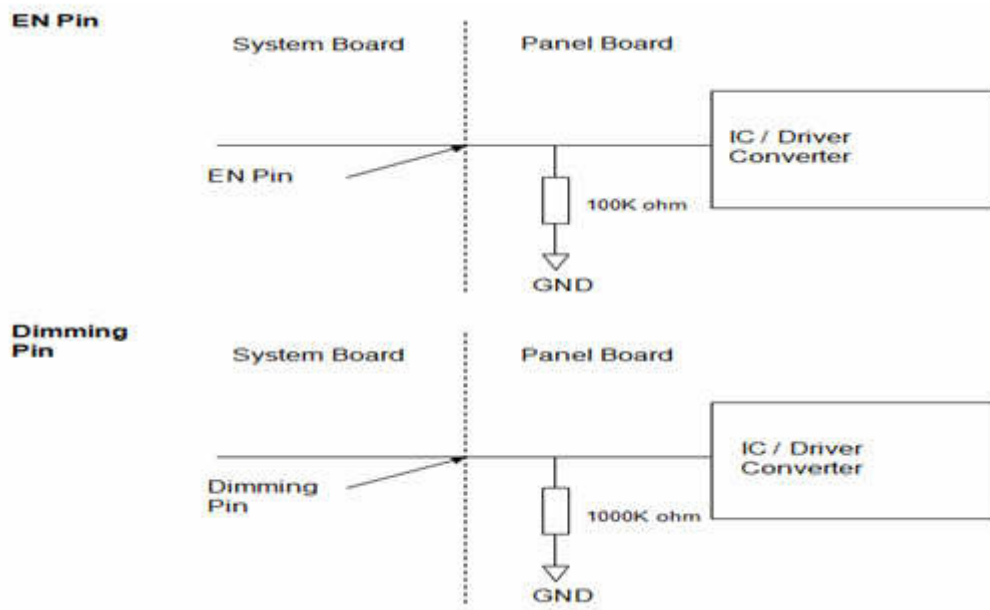 EN Pin
System Board
Panel Board
IC / Driver
Converter
EN Pin
100K ohm
GND
Dimming
Pin
System Board
Panel Board
IC / Driver
Converter
Dimming
Pin
1000K ohm
GND